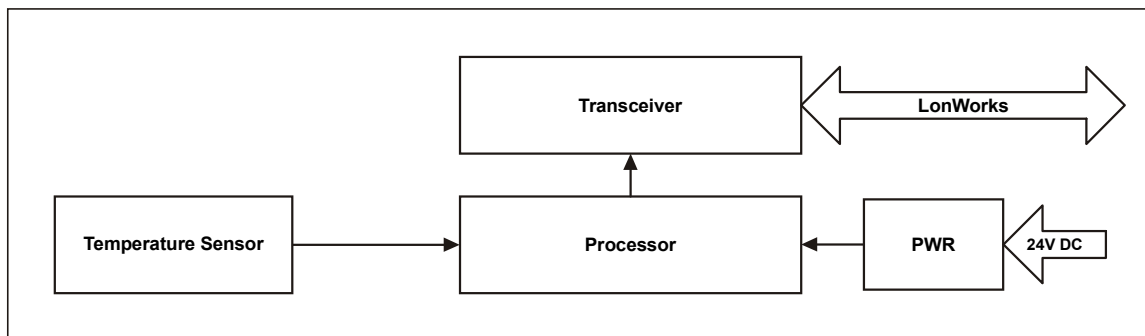 Transceiver
LonWorks
Temperature Sensor
Processor
PWR
24V DC